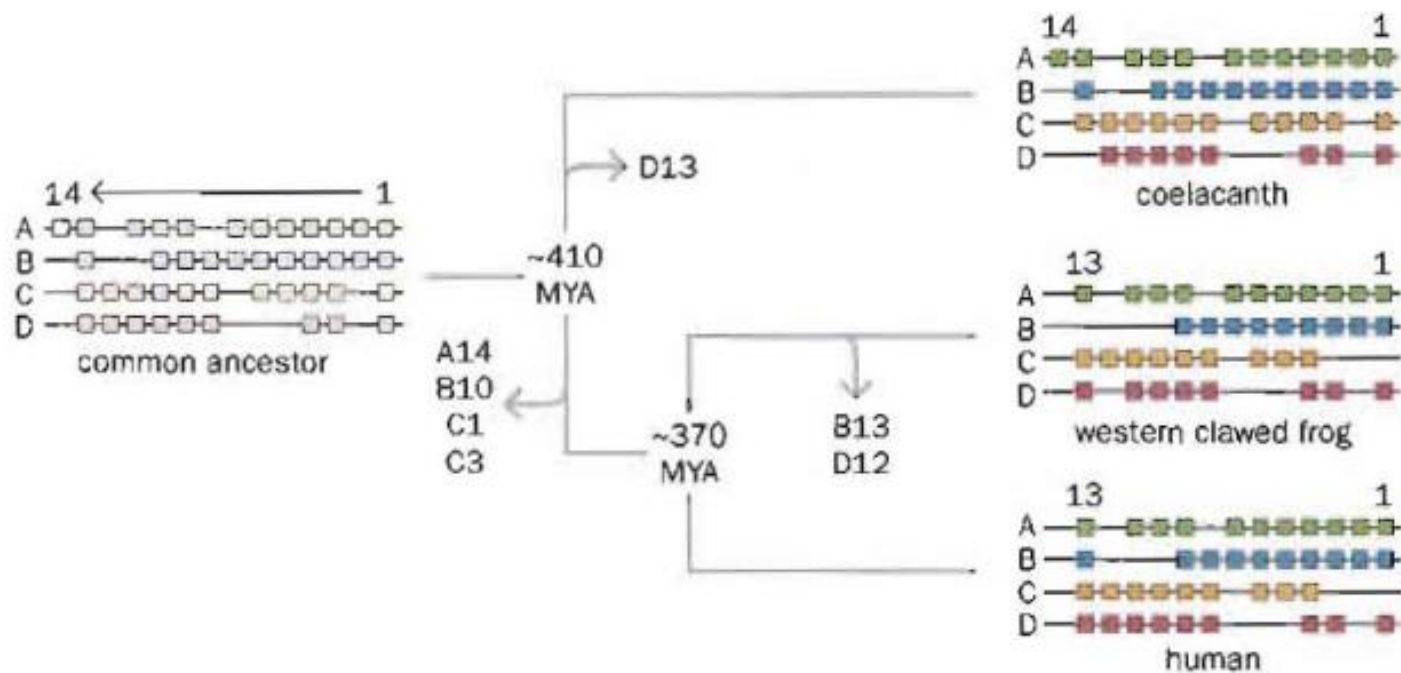 14 1
A
B
C
D
common ancestor
~410
MYA
D13
A14
B10
C1
C3
~370
MYA
B13
D12
14 1
A
B
C
D
coelacanth
13 1
A
B
C
D
western clawed frog
13 1
A
B
C
D
human